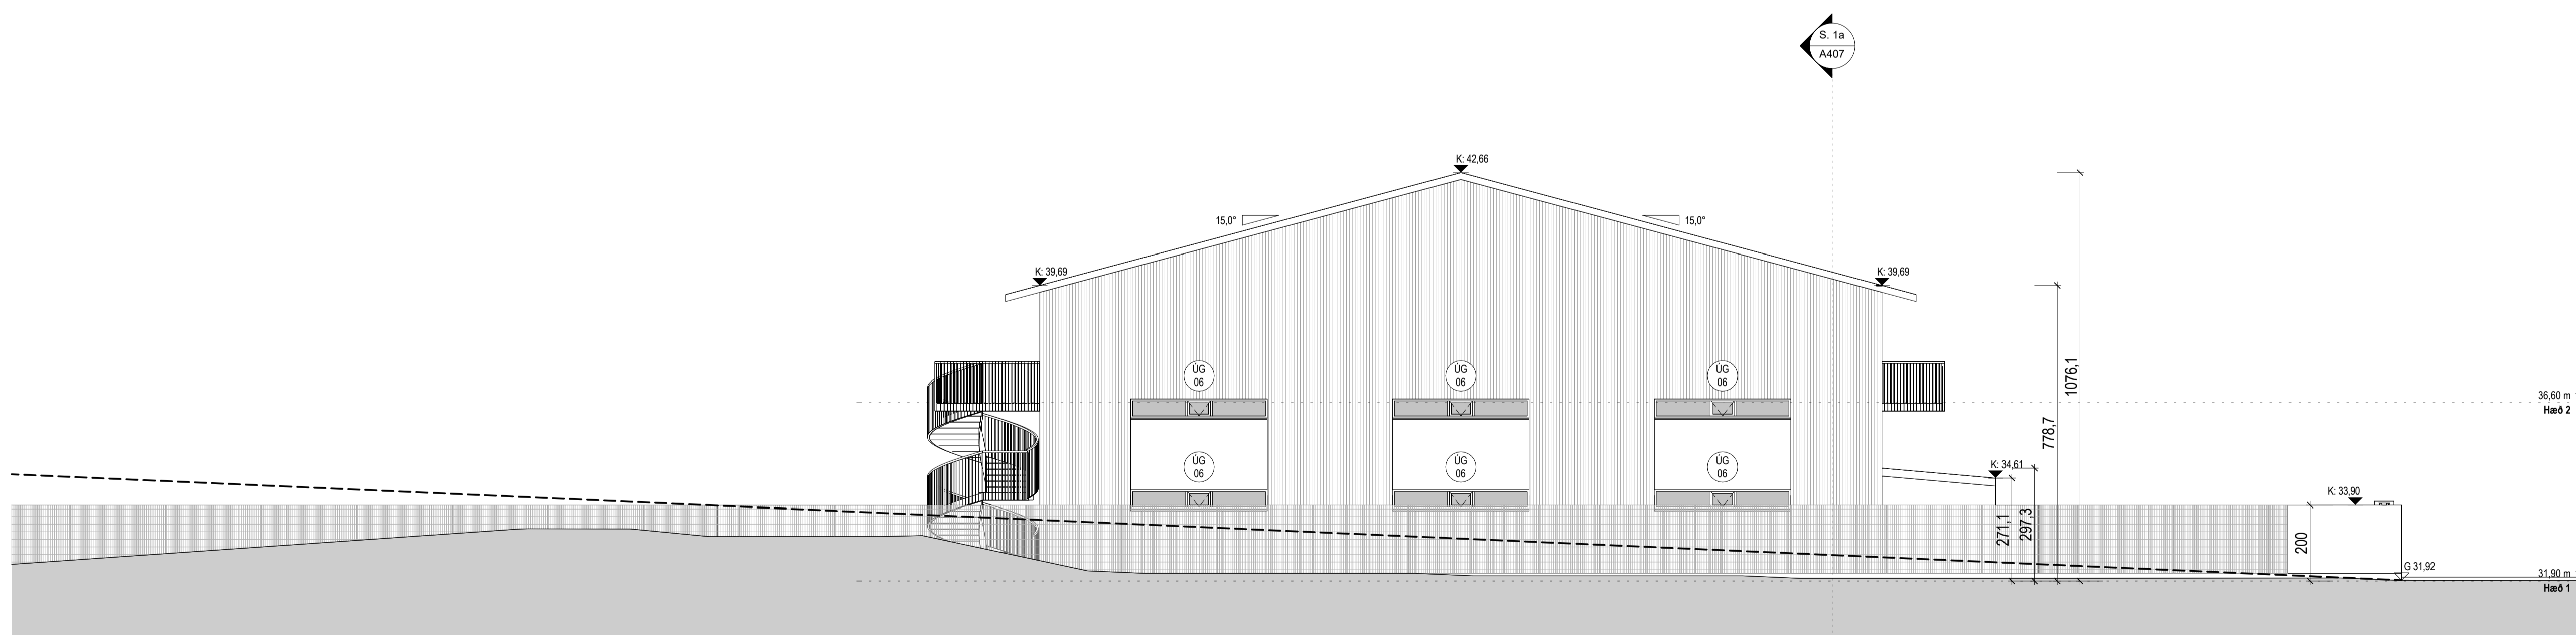 S. 1a
A407
K: 42,66
15,0°
15,0°
K: 39,69
K: 39,69
ÚG
06
ÚG
06
ÚG
06
1076,1
36,60 m
Hæð 2
778,7
ÚG
06
ÚG
06
ÚG
06
K: 34,61
K: 33,90
271,1
297,3
200
G 31,92
31,90 m
Hæð 1